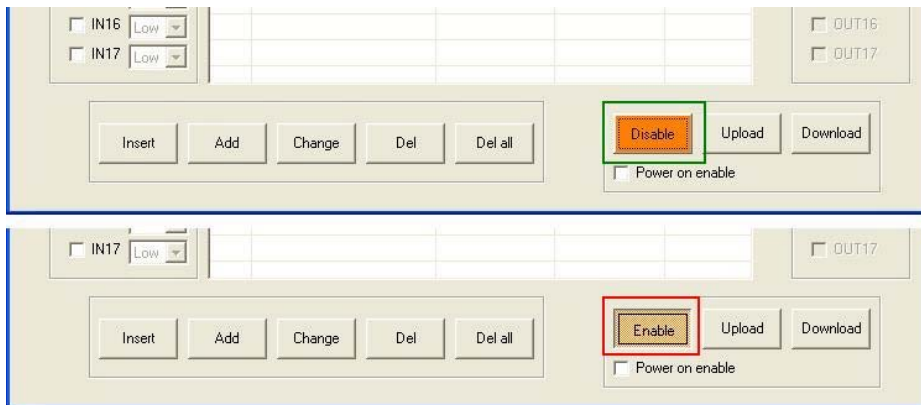 IN16 Low OUT16
IN17 Low OUT17
Insert Add Change Del Del all Disable Upload Download
Power on enable
IN17 Low OUT17
Insert Add Change Del Del all Enable Upload Download
Power on enable